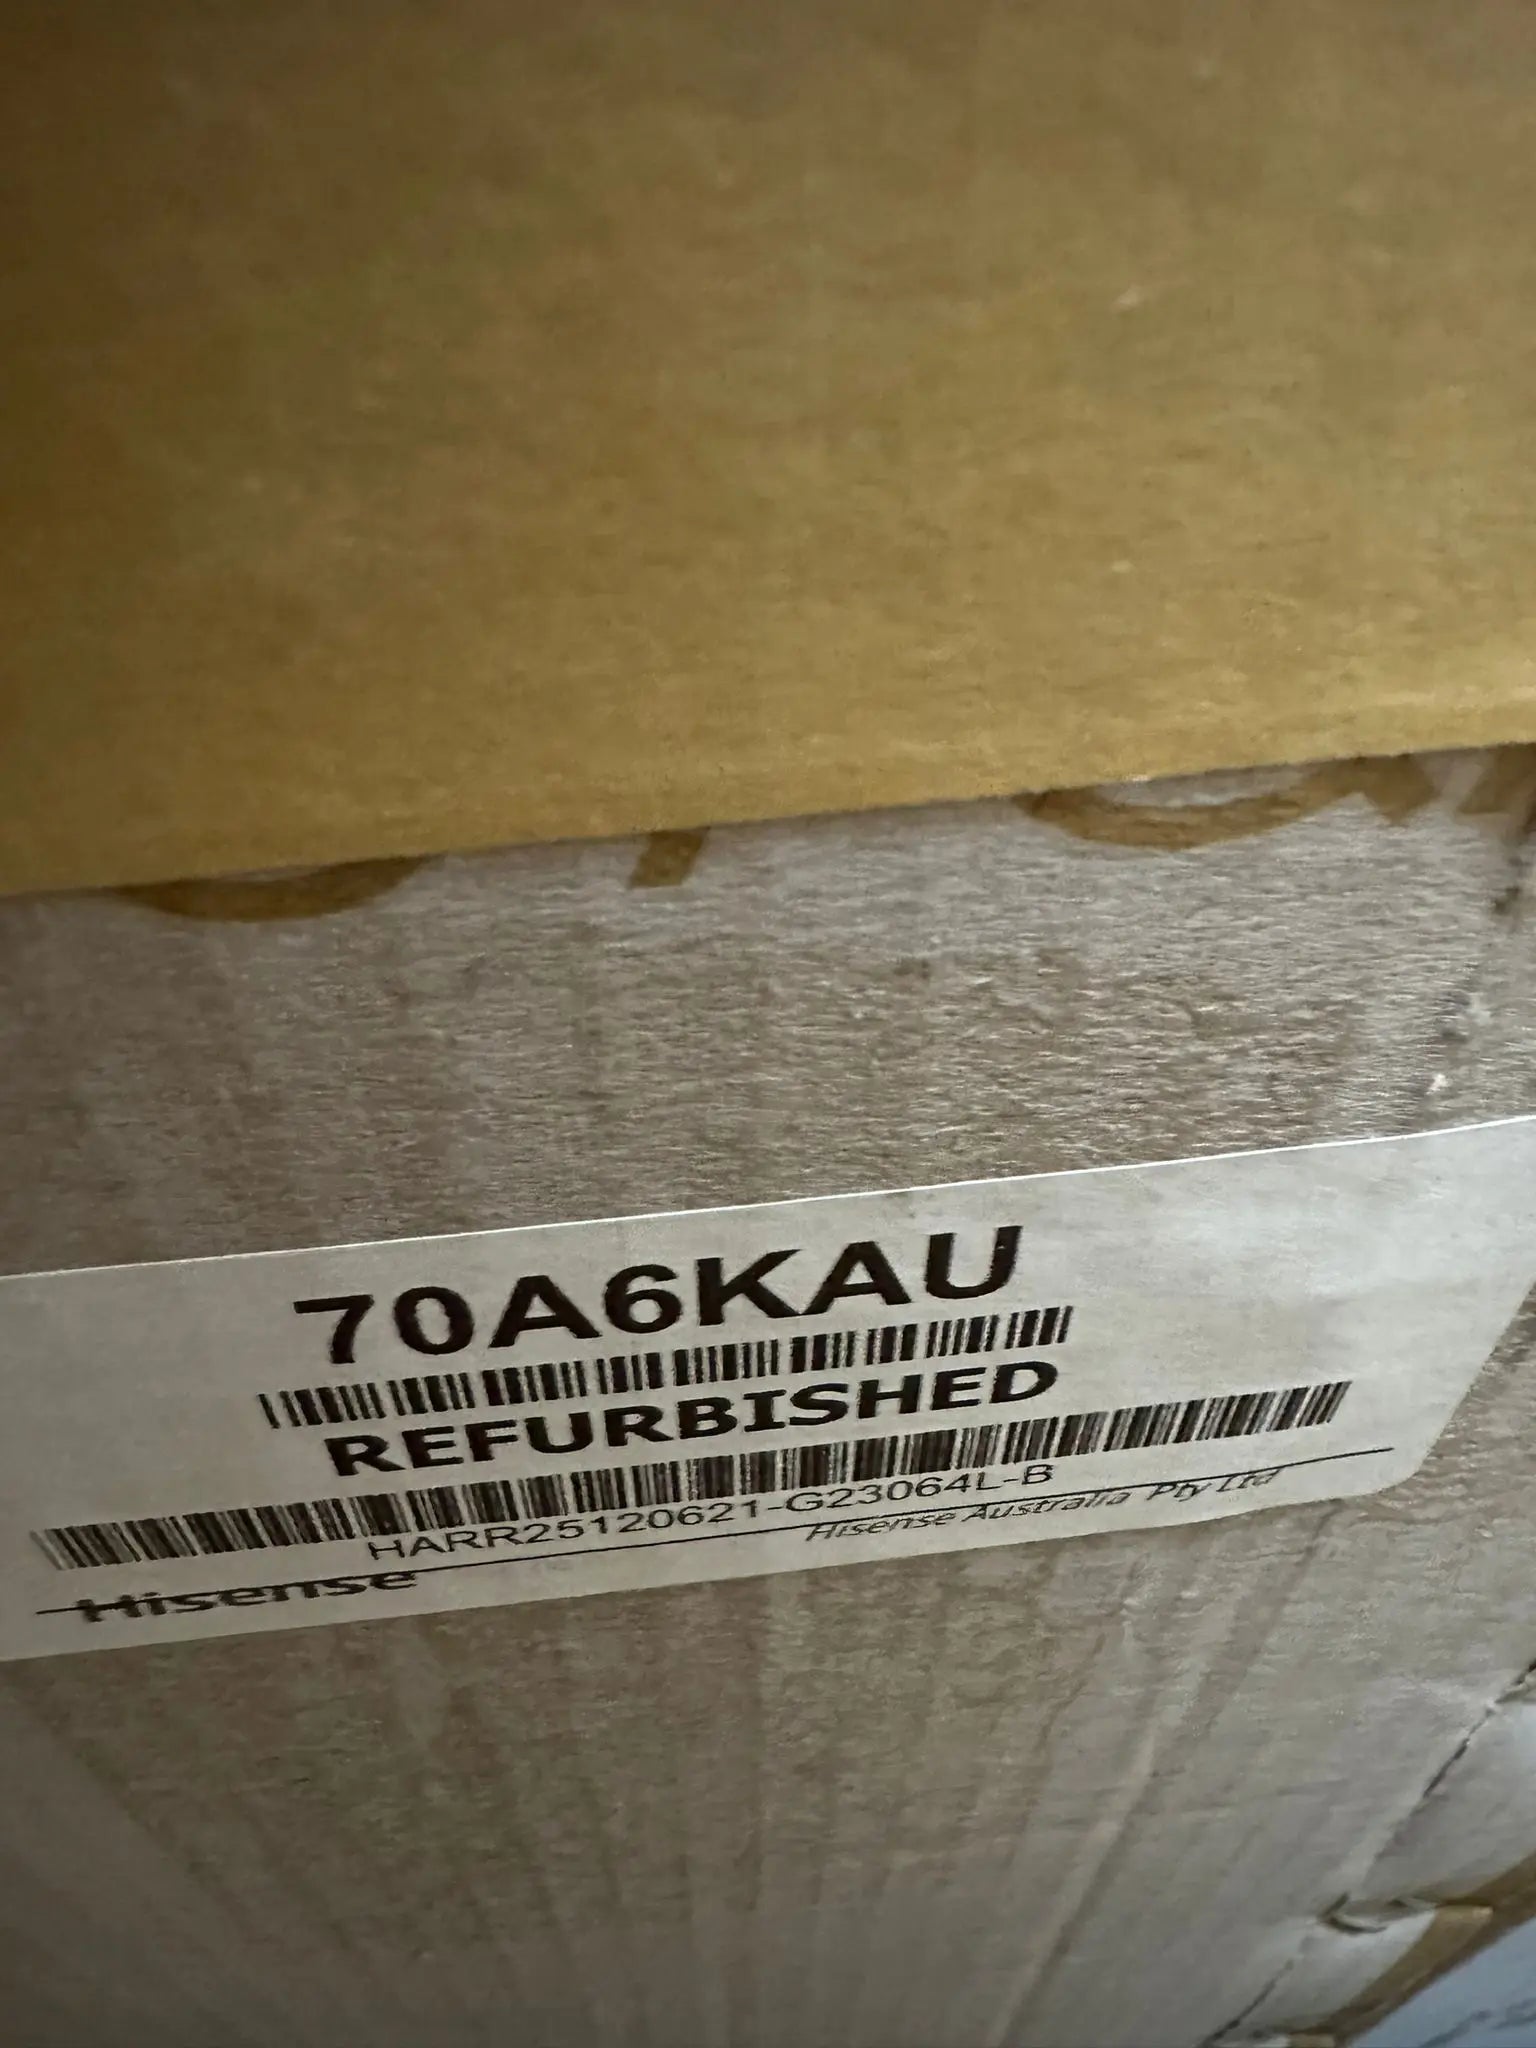 70A6KAU
REFURBISHED
HARR25120621-G23064L-B
Hisense Australia Pty Ltd
Hisense